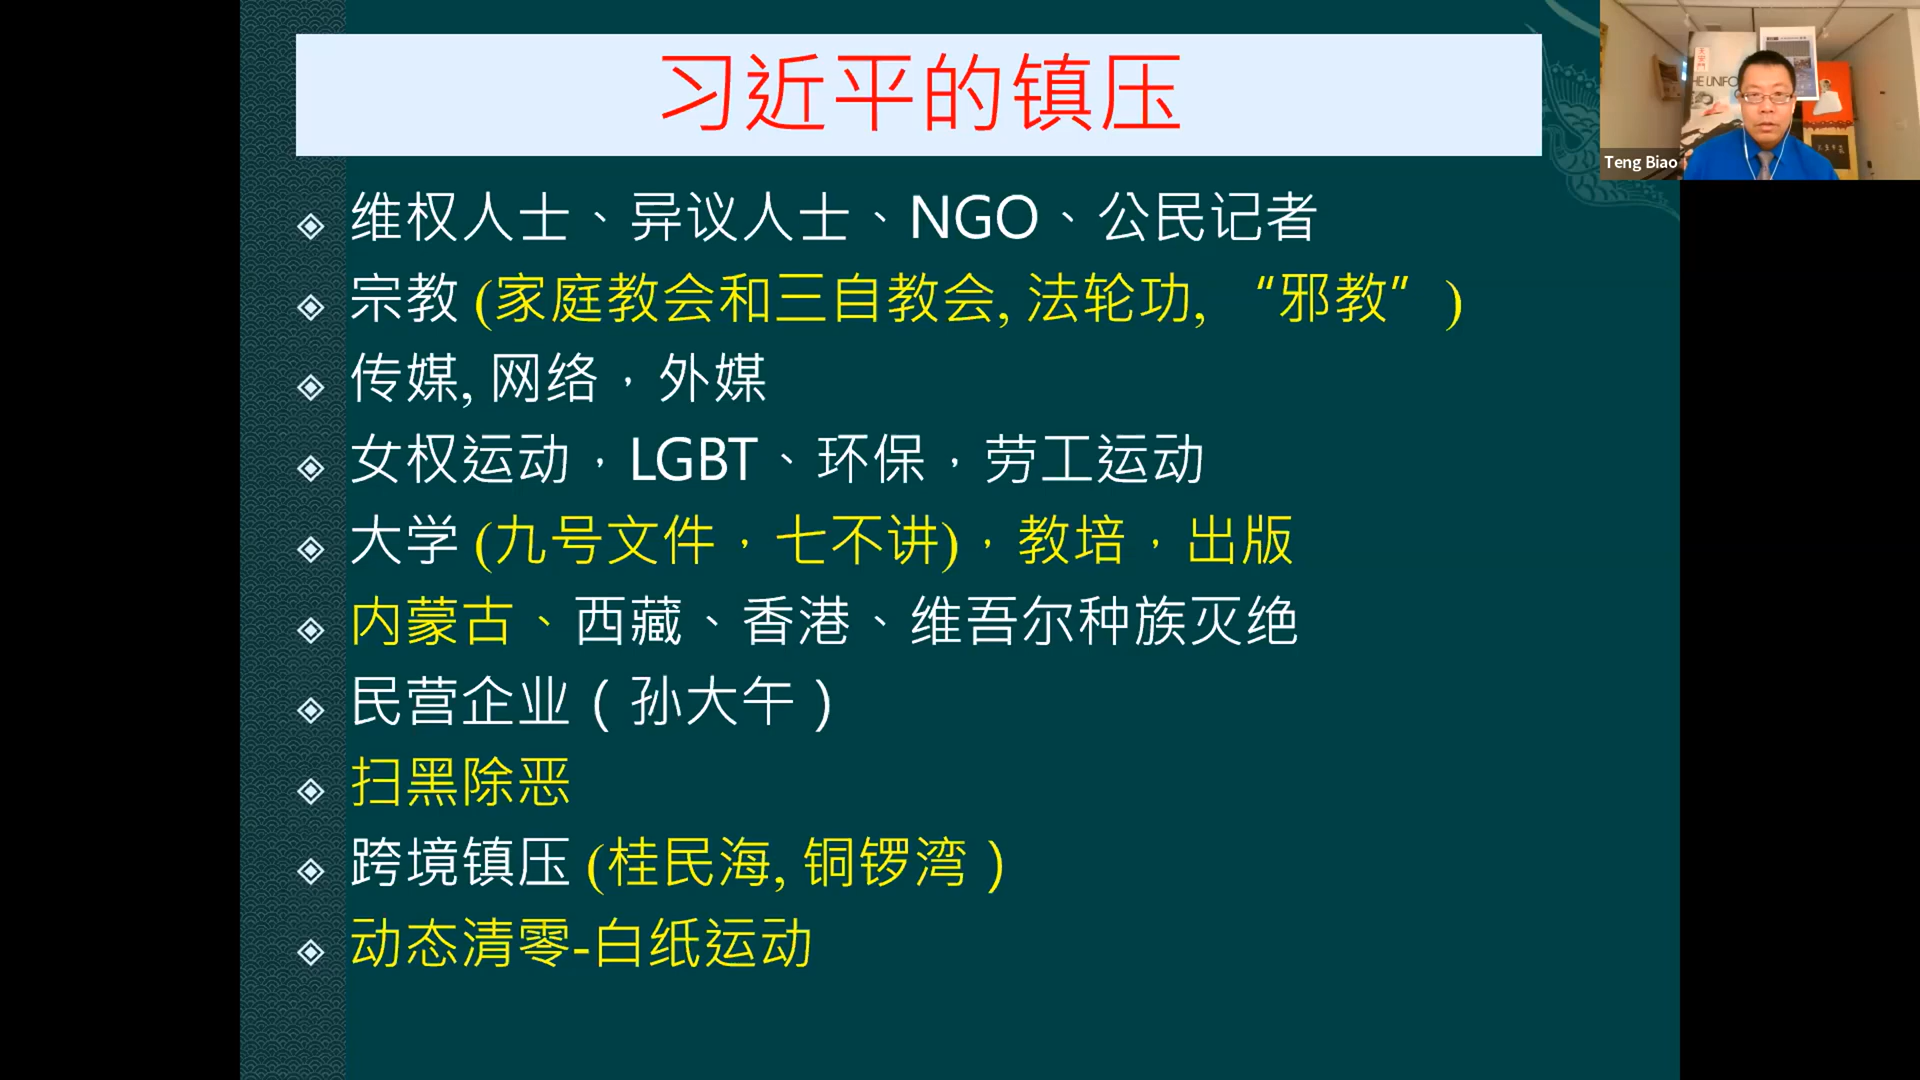 习近平的镇压
维权人士、异议人士、NGO、公民记者
宗教 (家庭教会和三自教会, 法轮功, “邪教” )
传媒, 网络，外媒
女权运动，LGBT、环保，劳工运动
大学 (九号文件，七不讲)，教培，出版
内蒙古、西藏、香港、维吾尔种族灭绝
民营企业（孙大午）
扫黑除恶
跨境镇压 (桂民海, 铜锣湾）
动态清零-白纸运动
Teng Biao